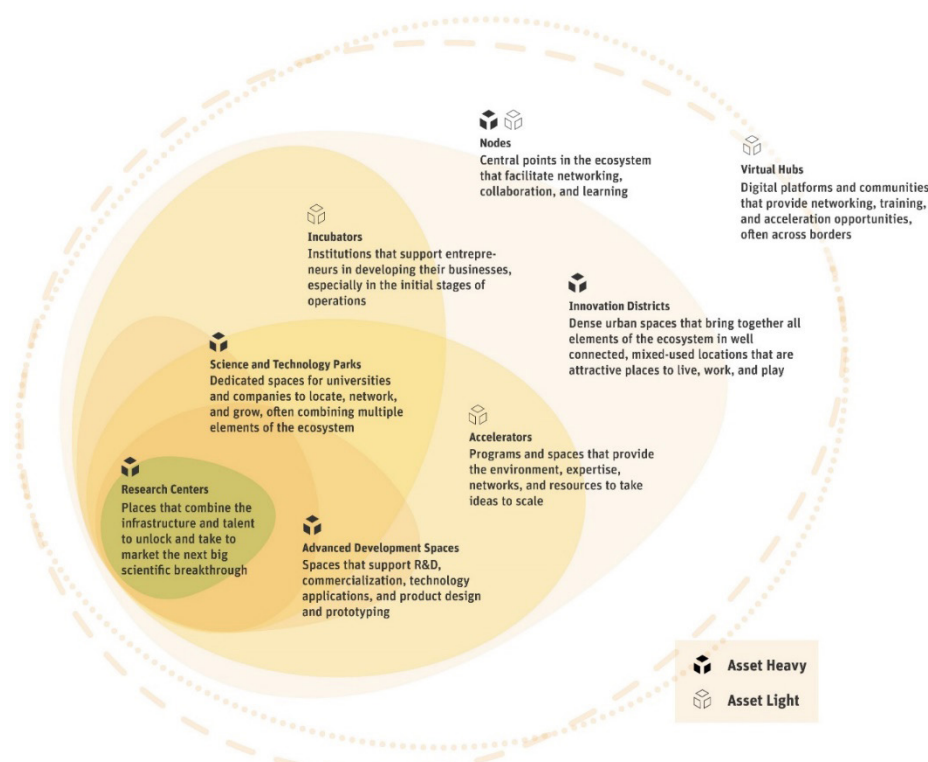 Nodes
Central points in the ecosystem
that facilitate networking,
collaboration, and learning
Virtual Hubs
Digital platforms and communities
that provide networking, training,
and acceleration opportunities,
often across borders
Incubators
Institutions that support entrepre-
neurs in developing their businesses,
especially in the initial stages of
operations
Innovation Districts
Dense urban spaces that bring together all
elements of the ecosystem in well
connected, mixed-used locations that are
attractive places to live, work, and play
Science and Technology Parks
Dedicated spaces for universities
and companies to locate, network,
and grow, often combining multiple
elements of the ecosystem
Accelerators
Programs and spaces that provide
the environment, expertise,
networks, and resources to take
ideas to scale
Research Centers
Places that combine the
infrastructure and talent
to unlock and take to
market the next big
scientific breakthrough
Advanced Development Spaces
Spaces that support R&D,
commercialization, technology
applications, and product design
and prototyping
Asset Heavy
Asset Light